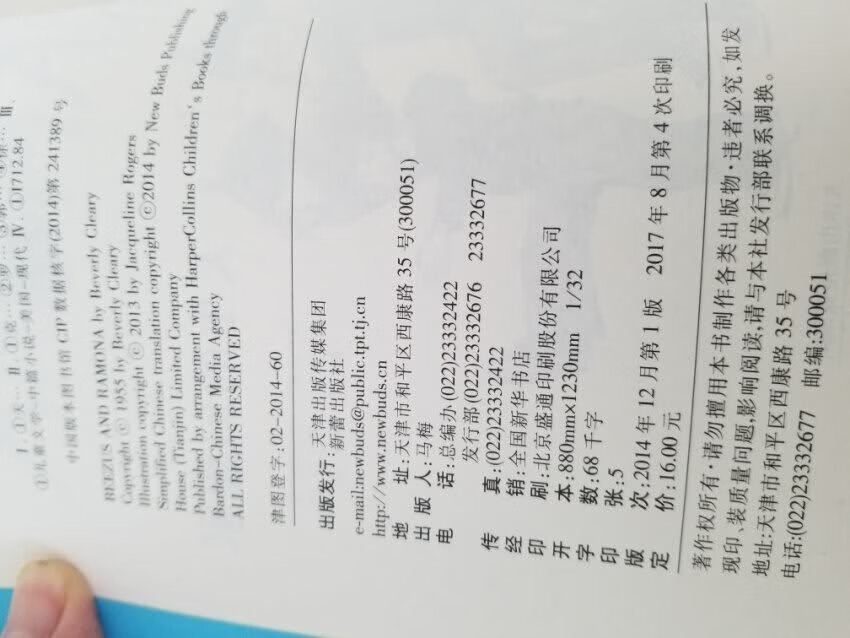 Ⅰ.①天… Ⅱ.①克… ②罗… ③郭… Ⅲ.
①儿童文学-中篇小说-美国-现代 Ⅳ.①I712.84
中国版本图书馆 CIP 数据核字(2014)第 241389 号
BEEZUS AND RAMONA by Beverly Cleary
Copyright © 1955 by Beverly Cleary
Illustration copyright © 2013 by Jacqueline Rogers
Simplified Chinese translation copyright ©2014 by New Buds Publishing
House (Tianjin) Limited Company
Published by arrangement with HarperCollins Children's Books through
Bardon-Chinese Media Agency
ALL RIGHTS RESERVED
津图登字:02-2014-60
出版发行:天津出版传媒集团
新蕾出版社
e-mail:newbuds@public.tpt.tj.cn
http://www.newbuds.cn
地 址:天津市和平区西康路 35 号(300051)
出 版 人:马梅
电 话:总编办(022)23332422
发行部(022)23332676 23332677
传 真:(022)23332422
经 销:全国新华书店
印 刷:北京盛通印刷股份有限公司
开 本:880mm×1230mm 1/32
字 数:68 千字
印 张:5
版 次:2014 年 12 月第 1 版 2017 年 8 月第 4 次印刷
定 价:16.00 元
著作权所有·请勿擅用本书制作各类出版物·违者必究,如发
现印、装质量问题,影响阅读,请与本社发行部联系调换。
地址:天津市和平区西康路 35 号
电话:(022)23332677 邮编:300051